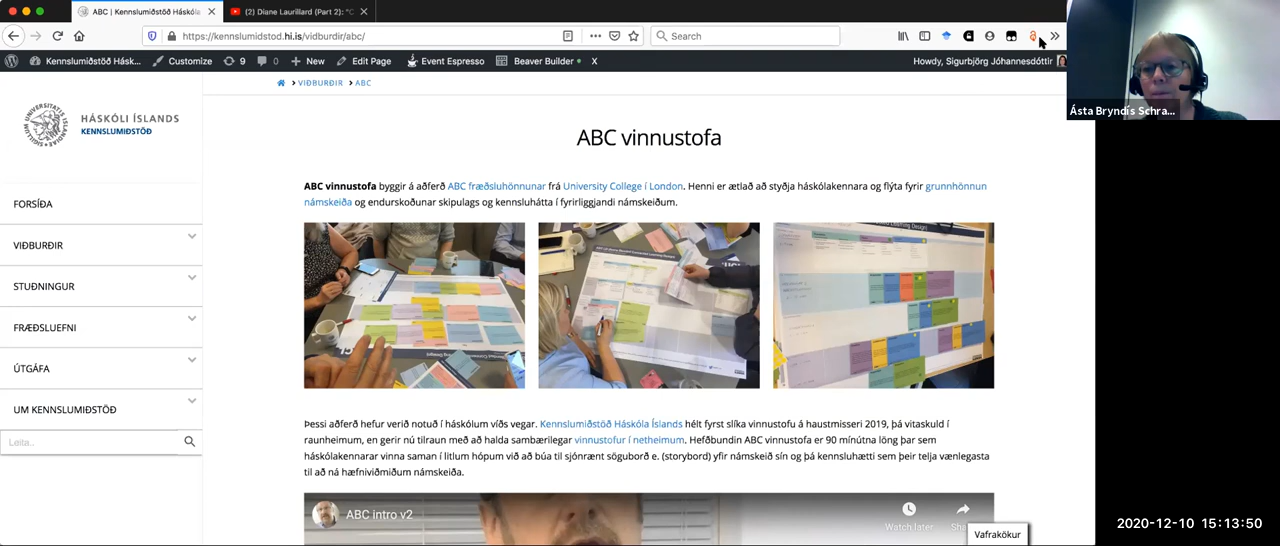 ABC | Kennslumiðstöð Háskóla
(2) Diane Laurillard (Part 2): "C
https://kennslumidstod.hi.is/vidburdir/abc/
Search
Kennslumiðstöð Hásk...
Customize
9
0
New
Edit Page
Event Espresso
Beaver Builder
x
Howdy, Sigurbjörg Jóhannesdóttir
Ásta Bryndís Schra...
VIÐBURÐIR
ABC
HÁSKÓLI ÍSLANDS
KENNSLUMIÐSTÖÐ
FORSÍÐA
VIÐBURÐIR
STUÐNINGUR
FRÆÐSLUEFNI
ÚTGÁFA
UM KENNSLUMIÐSTÖÐ
Leita..
ABC vinnustofa
ABC vinnustofa byggir á aðferð ABC fræðsluhönnunar frá University College í London. Henni er ætlað að styðja háskólakennara og flýta fyrir grunnhönnun
námskeiða og endurskoðunar skipulags og kennsluhátta í fyrirliggjandi námskeiðum.
Þessi aðferð hefur verið notuð í háskólum víðs vegar. Kennslumiðstöð Háskóla Íslands hélt fyrst slíka vinnustofu á haustmisseri 2019, þá vitaskuld í
raunheimum, en gerir nú tilraun með að halda sambærilegar vinnustofur í netheimum. Hefðbundin ABC vinnustofa er 90 mínútna löng þar sem
háskólakennarar vinna saman í litlum hópum við að búa til sjónrænt söguborð e. (storybord) yfir námskeið sín og þá kennsluhætti sem þeir telja vænlegasta
til að ná hæfniviðmiðum námskeiða.
ABC intro v2
Watch later
Vafrakökur
2020-12-10 15:13:50